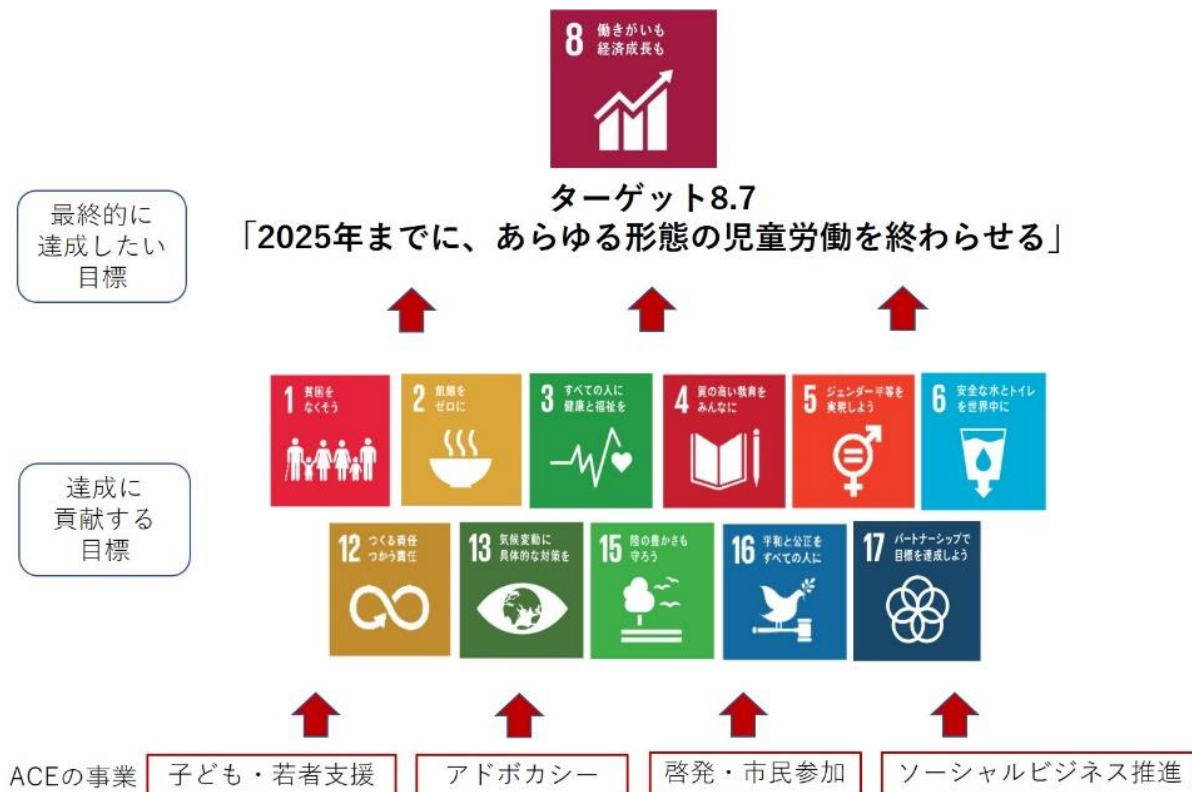 8 働きがいも
経済成長も
ターゲット8.7
「2025年までに、あらゆる形態の児童労働を終わらせる」
最終的に
達成したい
目標
1 貧困を
なくそう
2 飢餓を
ゼロに
3 すべての人に
健康と福祉を
4 質の高い教育を
みんなに
5 ジェンダー平等を
実現しよう
6 安全な水とトイレ
を世界中に
達成に
貢献する
目標
12 つくる責任
つかう責任
13 気候変動に
具体的な対策を
15 陸の豊かさも
守ろう
16 平和と公正を
すべての人に
17 パートナーシップで
目標を達成しよう
ACEの事業
子ども・若者支援
アドボカシー
啓発・市民参加
ソーシャルビジネス推進